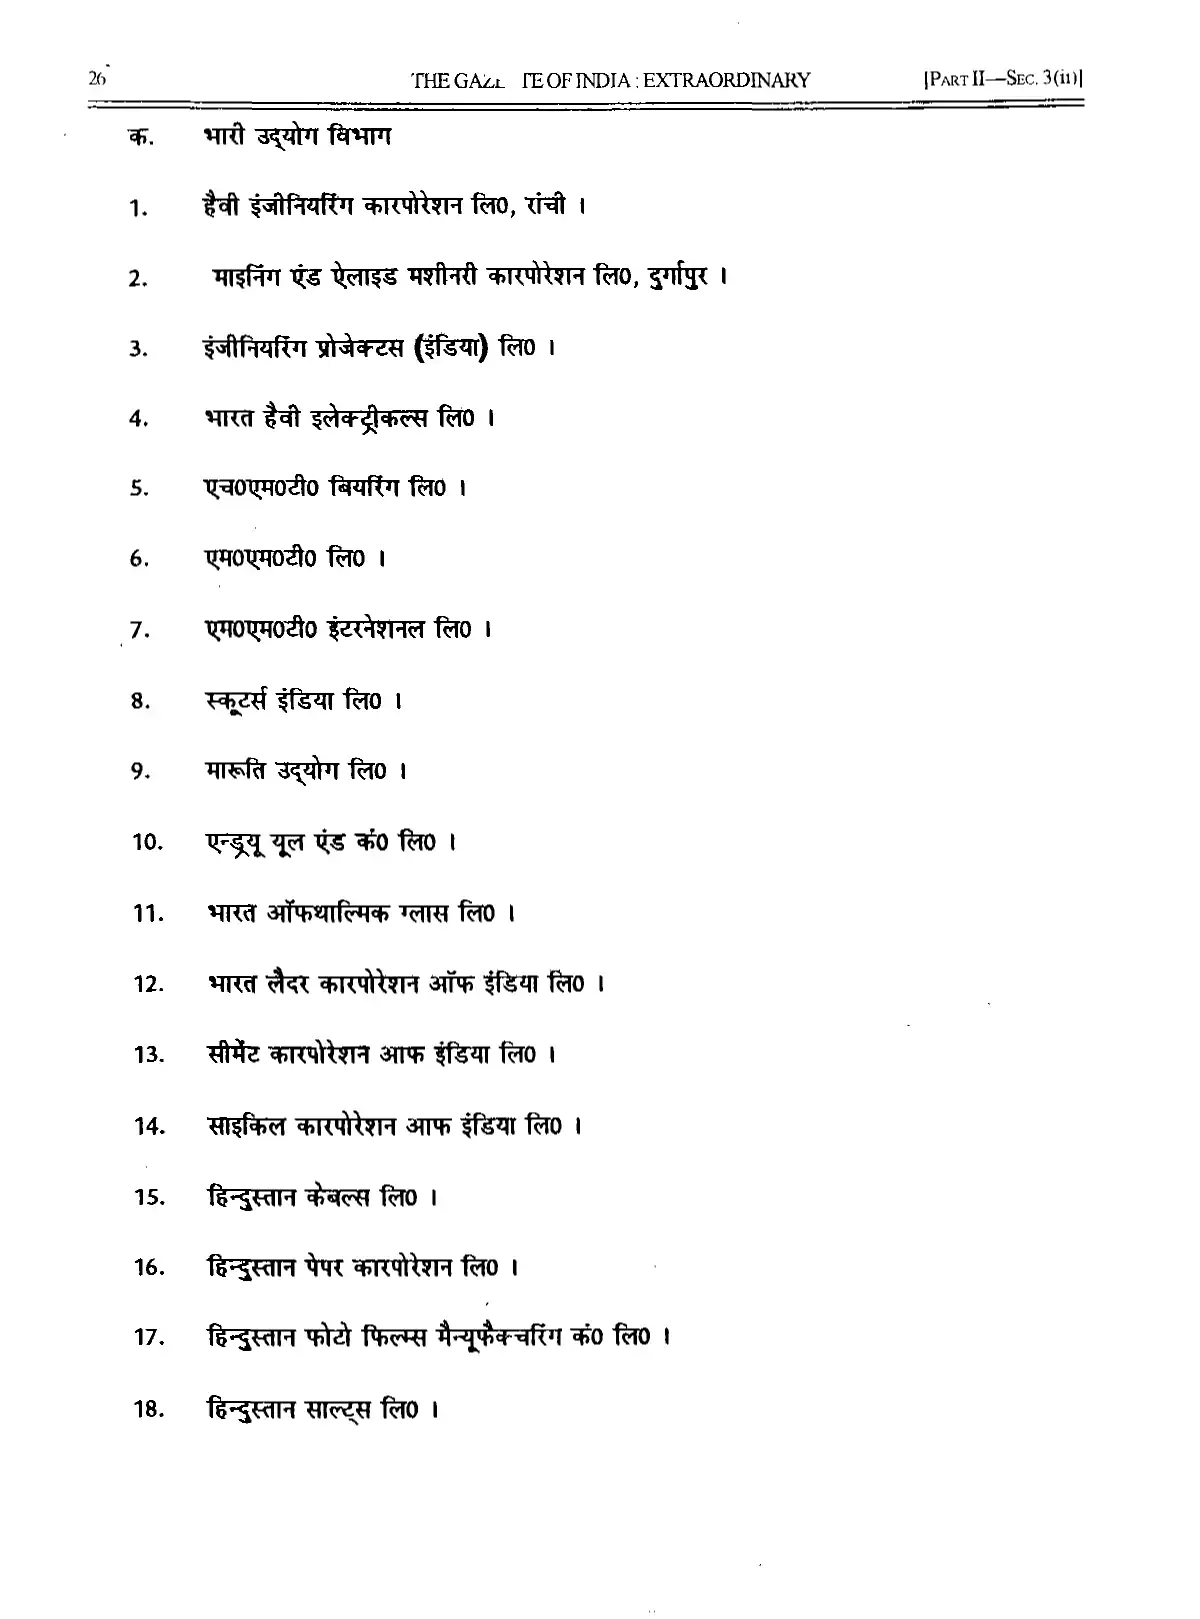 26 THE GAZE TE OF INDIA : EXTRAORDINARY [PART II—SEC. 3(ii)]
क. भारी उद्योग विभाग
1. हैवी इंजीनियरिंग कारपोरेशन लि0, रांची ।
2. माइनिंग एंड ऐलाइड मशीनरी कारपोरेशन लि0, दुर्गापुर ।
3. इंजीनियरिंग प्रोजेक्टस (इंडिया) लि0 ।
4. भारत हैवी इलेक्ट्रीकल्स लि0 ।
5. एच0एम0टी0 बियरिंग लि0 ।
6. एम0एम0टी0 लि0 ।
7. एम0एम0टी0 इंटरनेशनल लि0 ।
8. स्कूटर्स इंडिया लि0 ।
9. मारूति उद्योग लि0 ।
10. एन्ड्रयू यूल एंड कं0 लि0 ।
11. भारत ऑफथाल्मिक ग्लास लि0 ।
12. भारत लैदर कारपोरेशन ऑफ इंडिया लि0 ।
13. सीमेंट कारपोरेशन आफ इंडिया लि0 ।
14. साइकिल कारपोरेशन आफ इंडिया लि0 ।
15. हिन्दुस्तान केबल्स लि0 ।
16. हिन्दुस्तान पेपर कारपोरेशन लि0 ।
17. हिन्दुस्तान फोटो फिल्म्स मैन्यूफैक्चरिंग कं0 लि0 ।
18. हिन्दुस्तान साल्ट्स लि0 ।